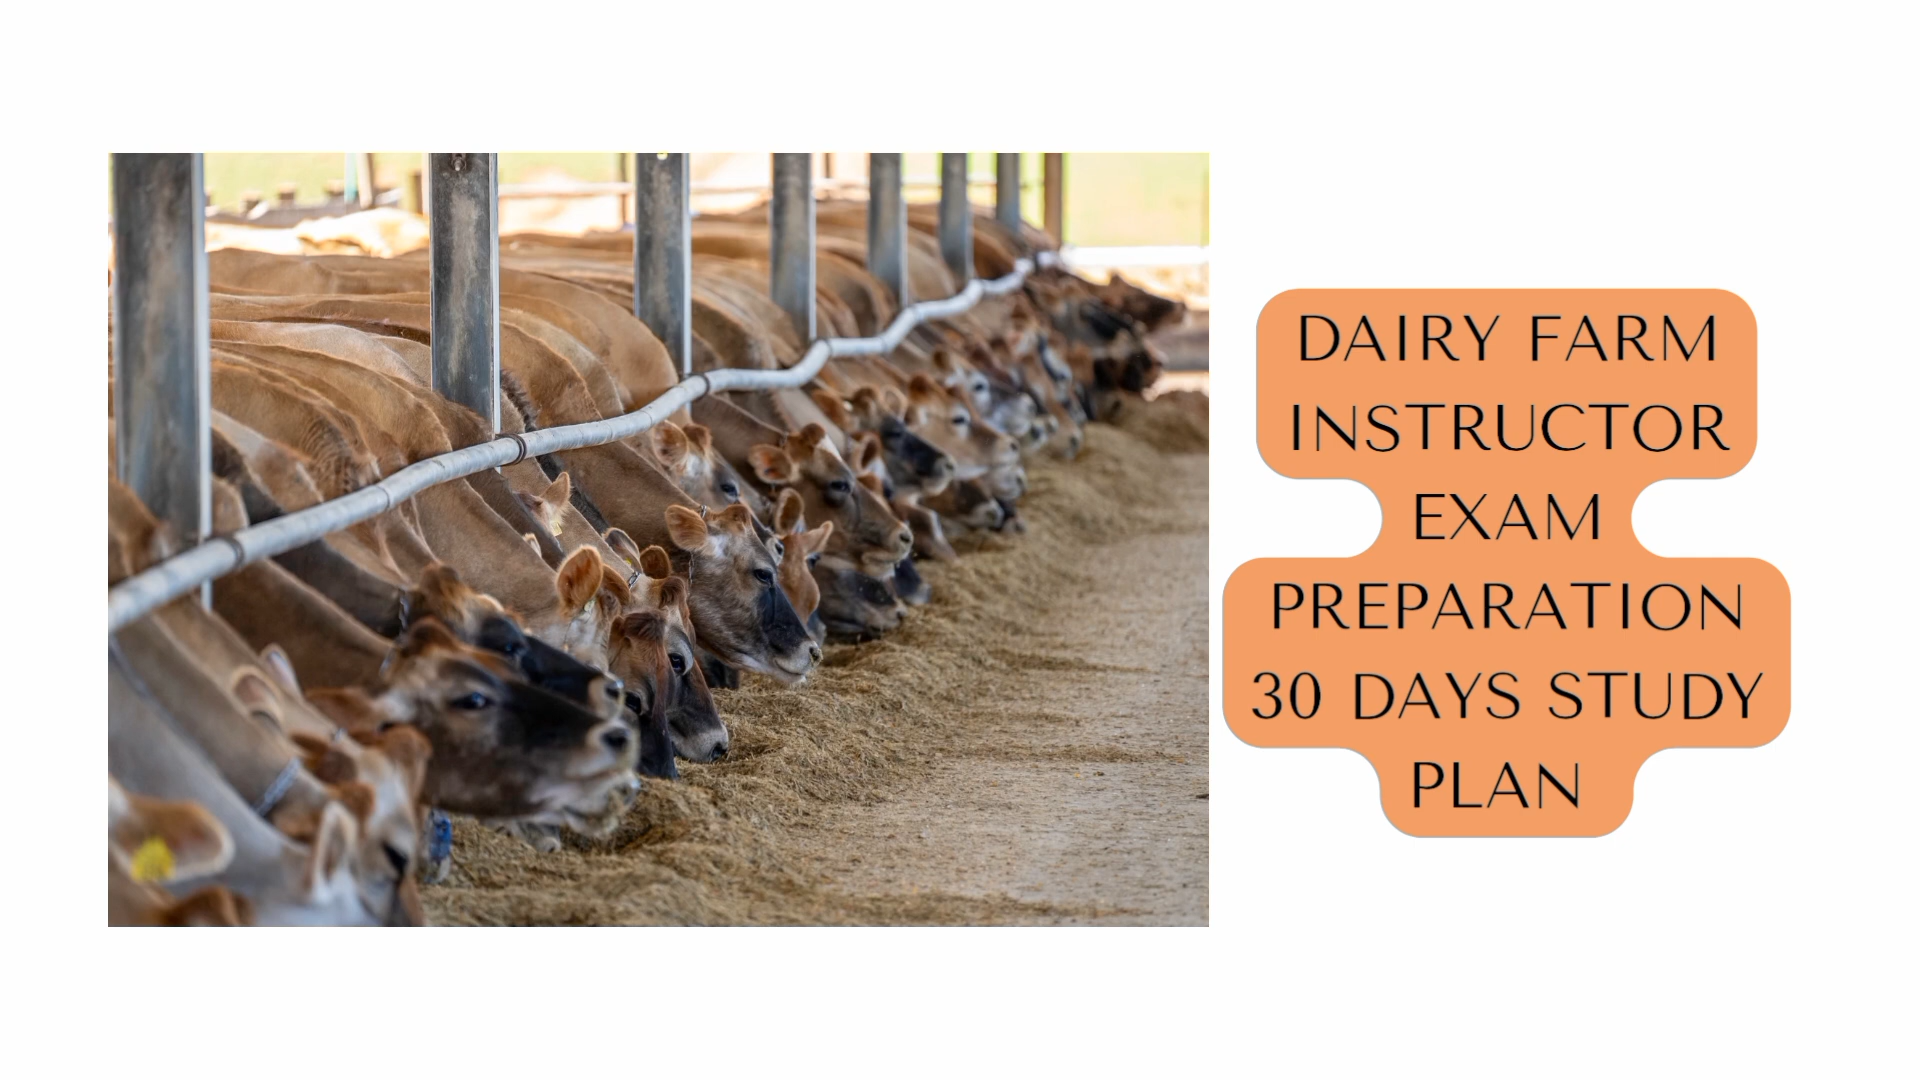 DAIRY FARM
INSTRUCTOR
EXAM
PREPARATION
30 DAYS STUDY
PLAN